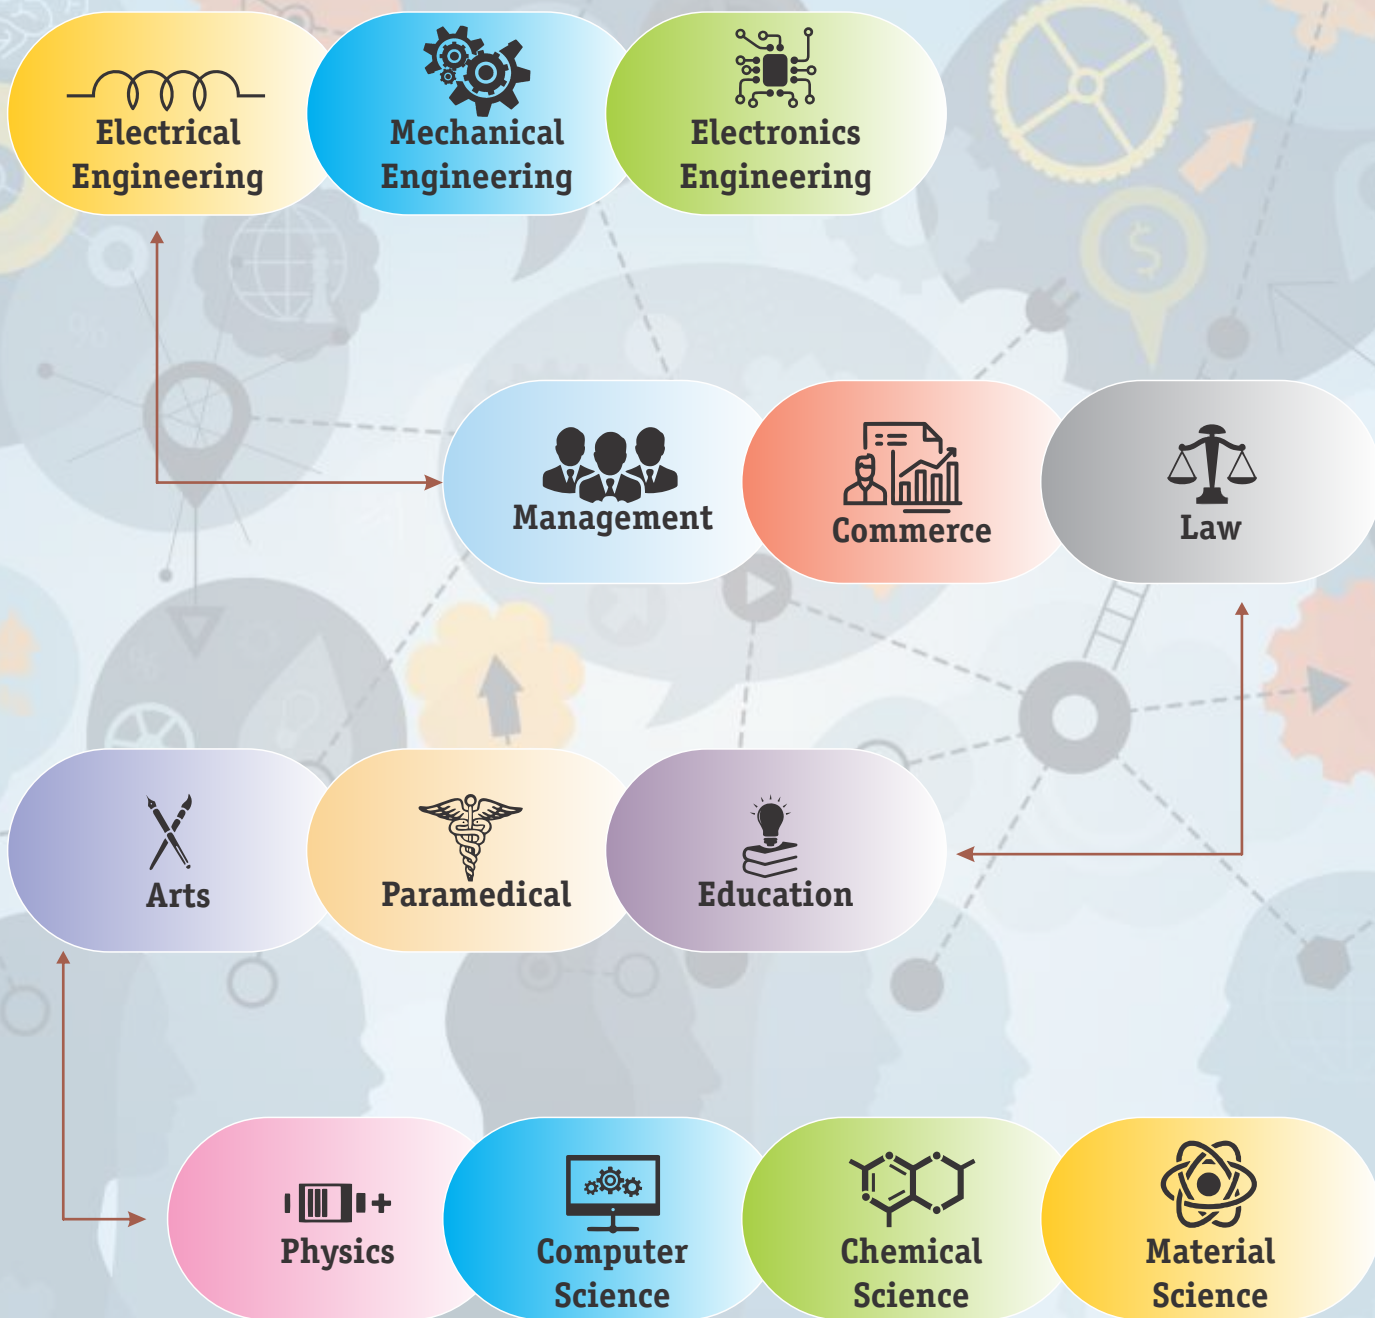 Electrical
Engineering
Mechanical
Engineering
Electronics
Engineering
Management
Commerce
Law
Arts
Paramedical
Education
Physics
Computer
Science
Chemical
Science
Material
Science